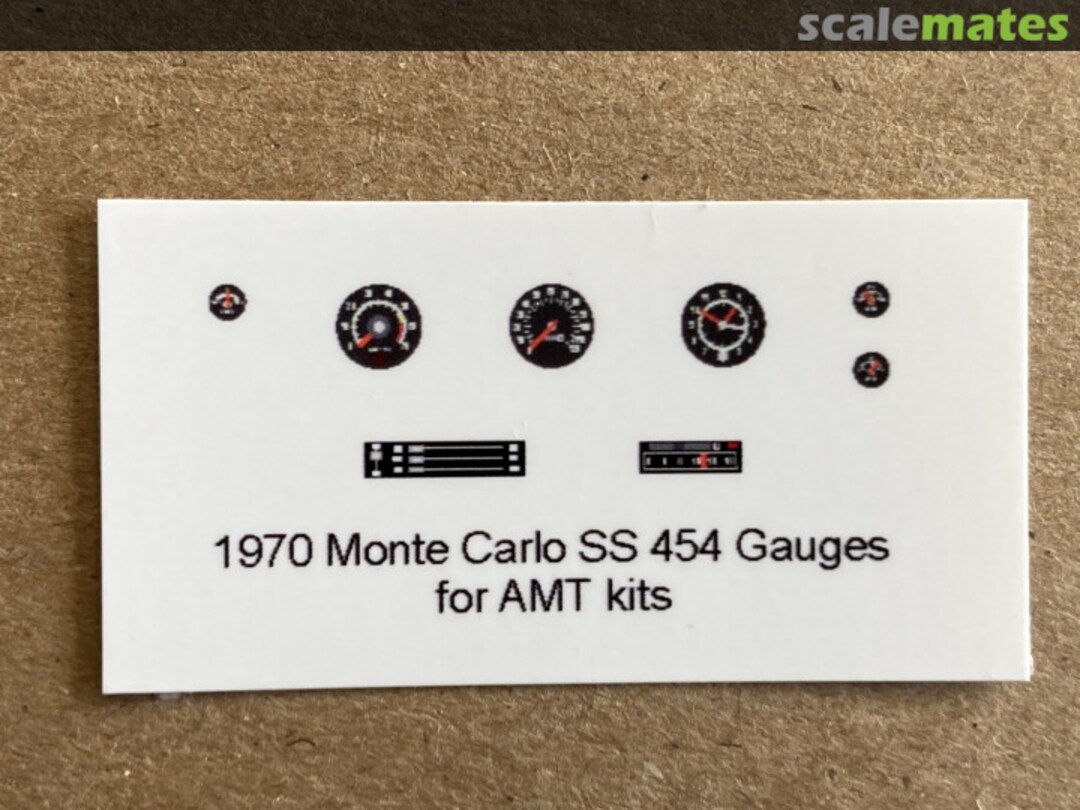 scalemates
1970 Monte Carlo SS 454 Gauges
for AMT kits